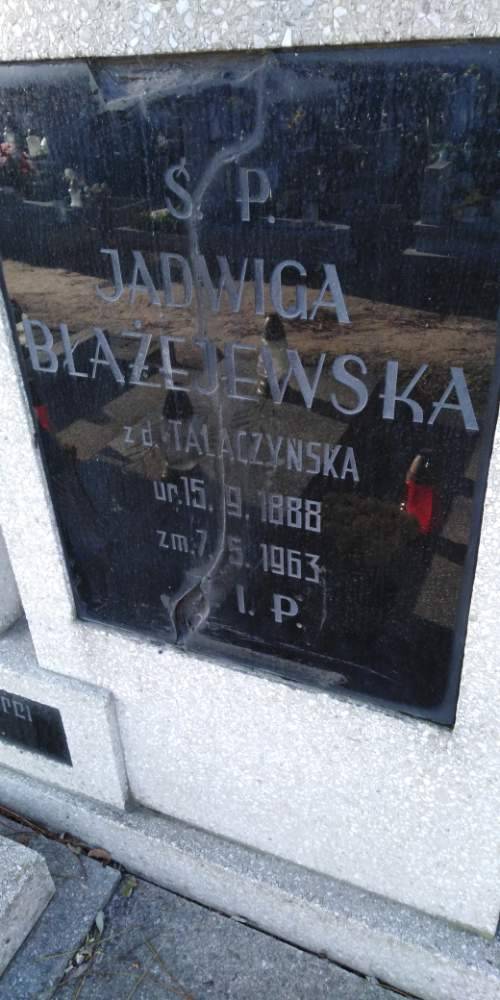 Ś. P.
JADWIGA
BŁAŻEJEWSKA
z d. TALACZYŃSKA
ur. 15. 9. 1888
zm. 7. 5. 1963
I. P.